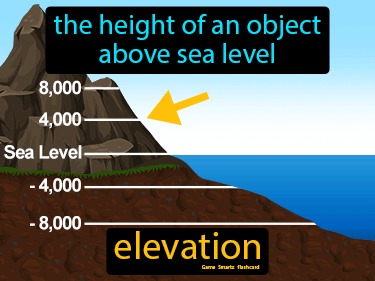 the height of an object
above sea level
8,000
4,000
Sea Level
- 4,000
- 8,000
elevation
Game Smartz flashcard